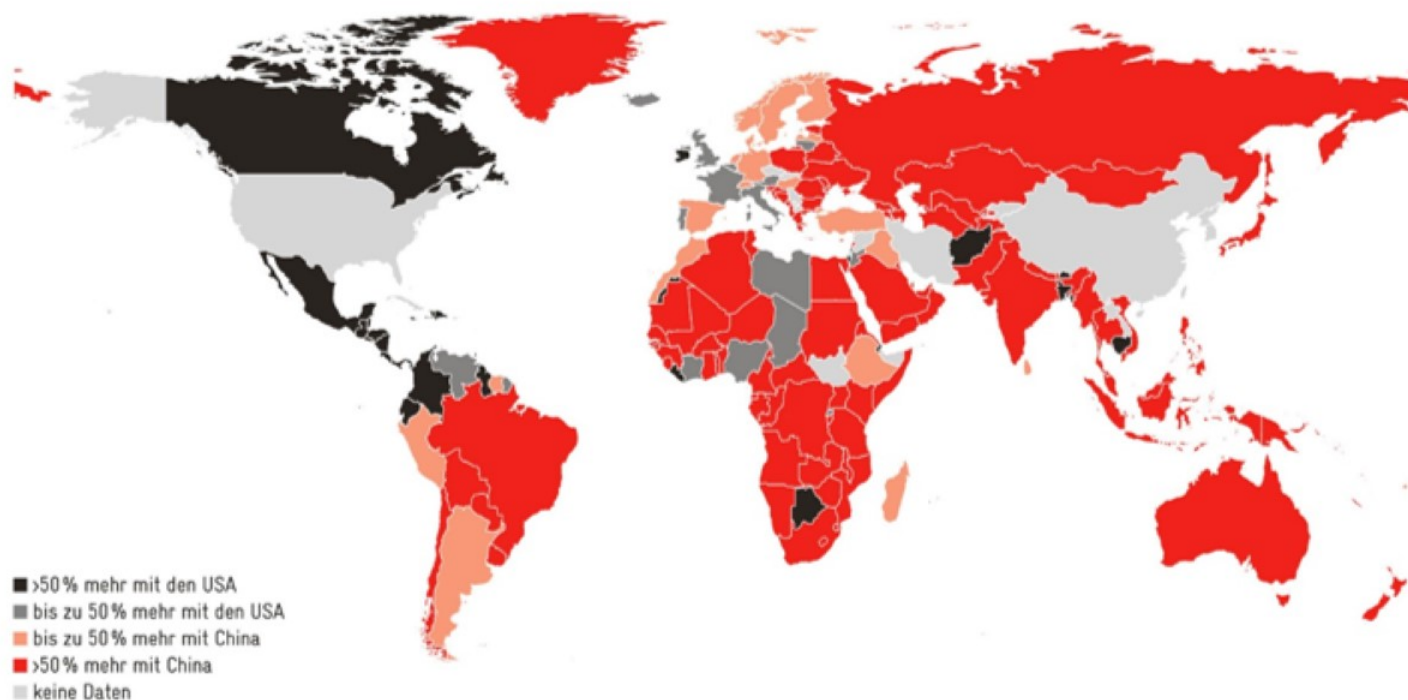 >50% mehr mit den USA
bis zu 50% mehr mit den USA
bis zu 50% mehr mit China
>50% mehr mit China
keine Daten